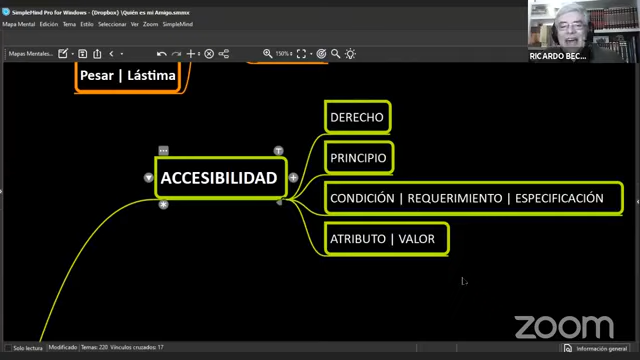 SimpleMind Pro for Windows - (Dropbox) \Quién es mi Amigo.smmx
Mapa Mental Edición Tema Estilo Seleccionar Ver Zoom SimpleMind
Mapas Mentales...
150%
RICARDO BEC...
Pesar | Lástima
DERECHO
PRINCIPIO
ACCESIBILIDAD
CONDICIÓN | REQUERIMIENTO | ESPECIFICACIÓN
ATRIBUTO | VALOR
zoom
Solo lectura Modificado Temas: 220. Vínculos cruzados: 17 Información general